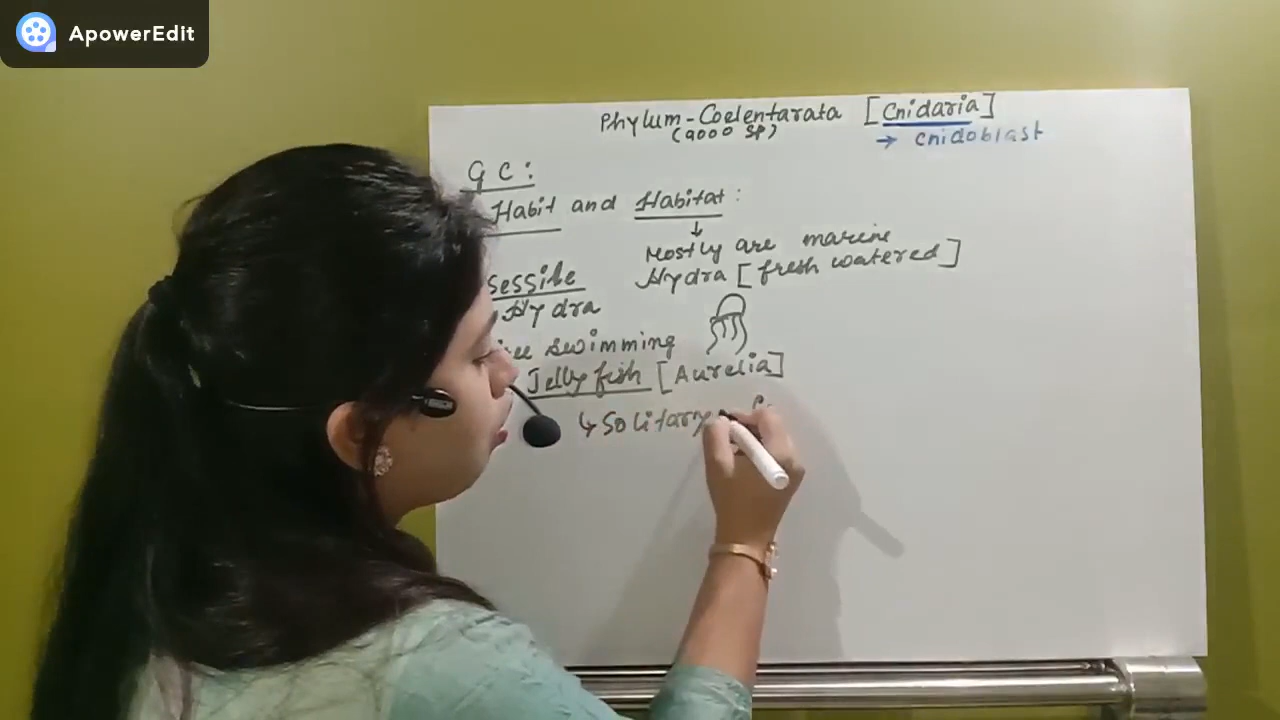 ApowerEdit
Phylum-Coelentarata [Cnidaria]
(9000 SP)
→ cnidoblast
G C:
Habit and Habitat:
↓
Mostly are marine
Hydra [fresh watered]
sessile
Hydra
swimming
Jelly fish [Aurelia]
↳ Solitary